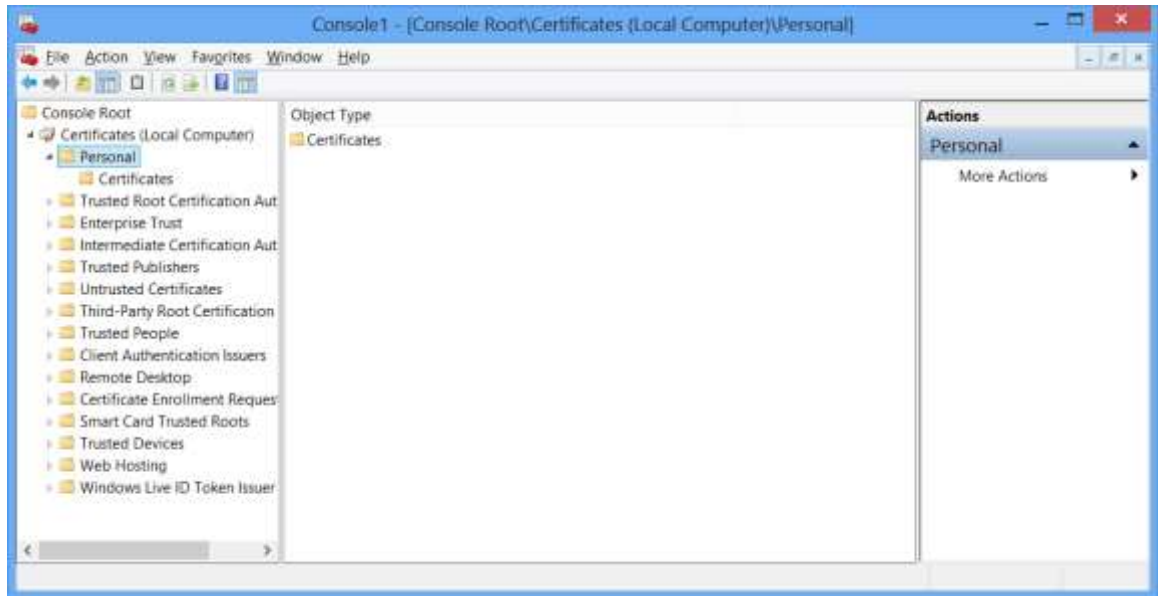 Console1 - [Console Root\Certificates (Local Computer)\Personal]
File Action View Favorites Window Help
Console Root
Certificates (Local Computer)
Personal
Certificates
Trusted Root Certification Aut
Enterprise Trust
Intermediate Certification Aut
Trusted Publishers
Untrusted Certificates
Third-Party Root Certification
Trusted People
Client Authentication Issuers
Remote Desktop
Certificate Enrollment Reques
Smart Card Trusted Roots
Trusted Devices
Web Hosting
Windows Live ID Token Issuer
Object Type
Certificates
Actions
Personal
More Actions